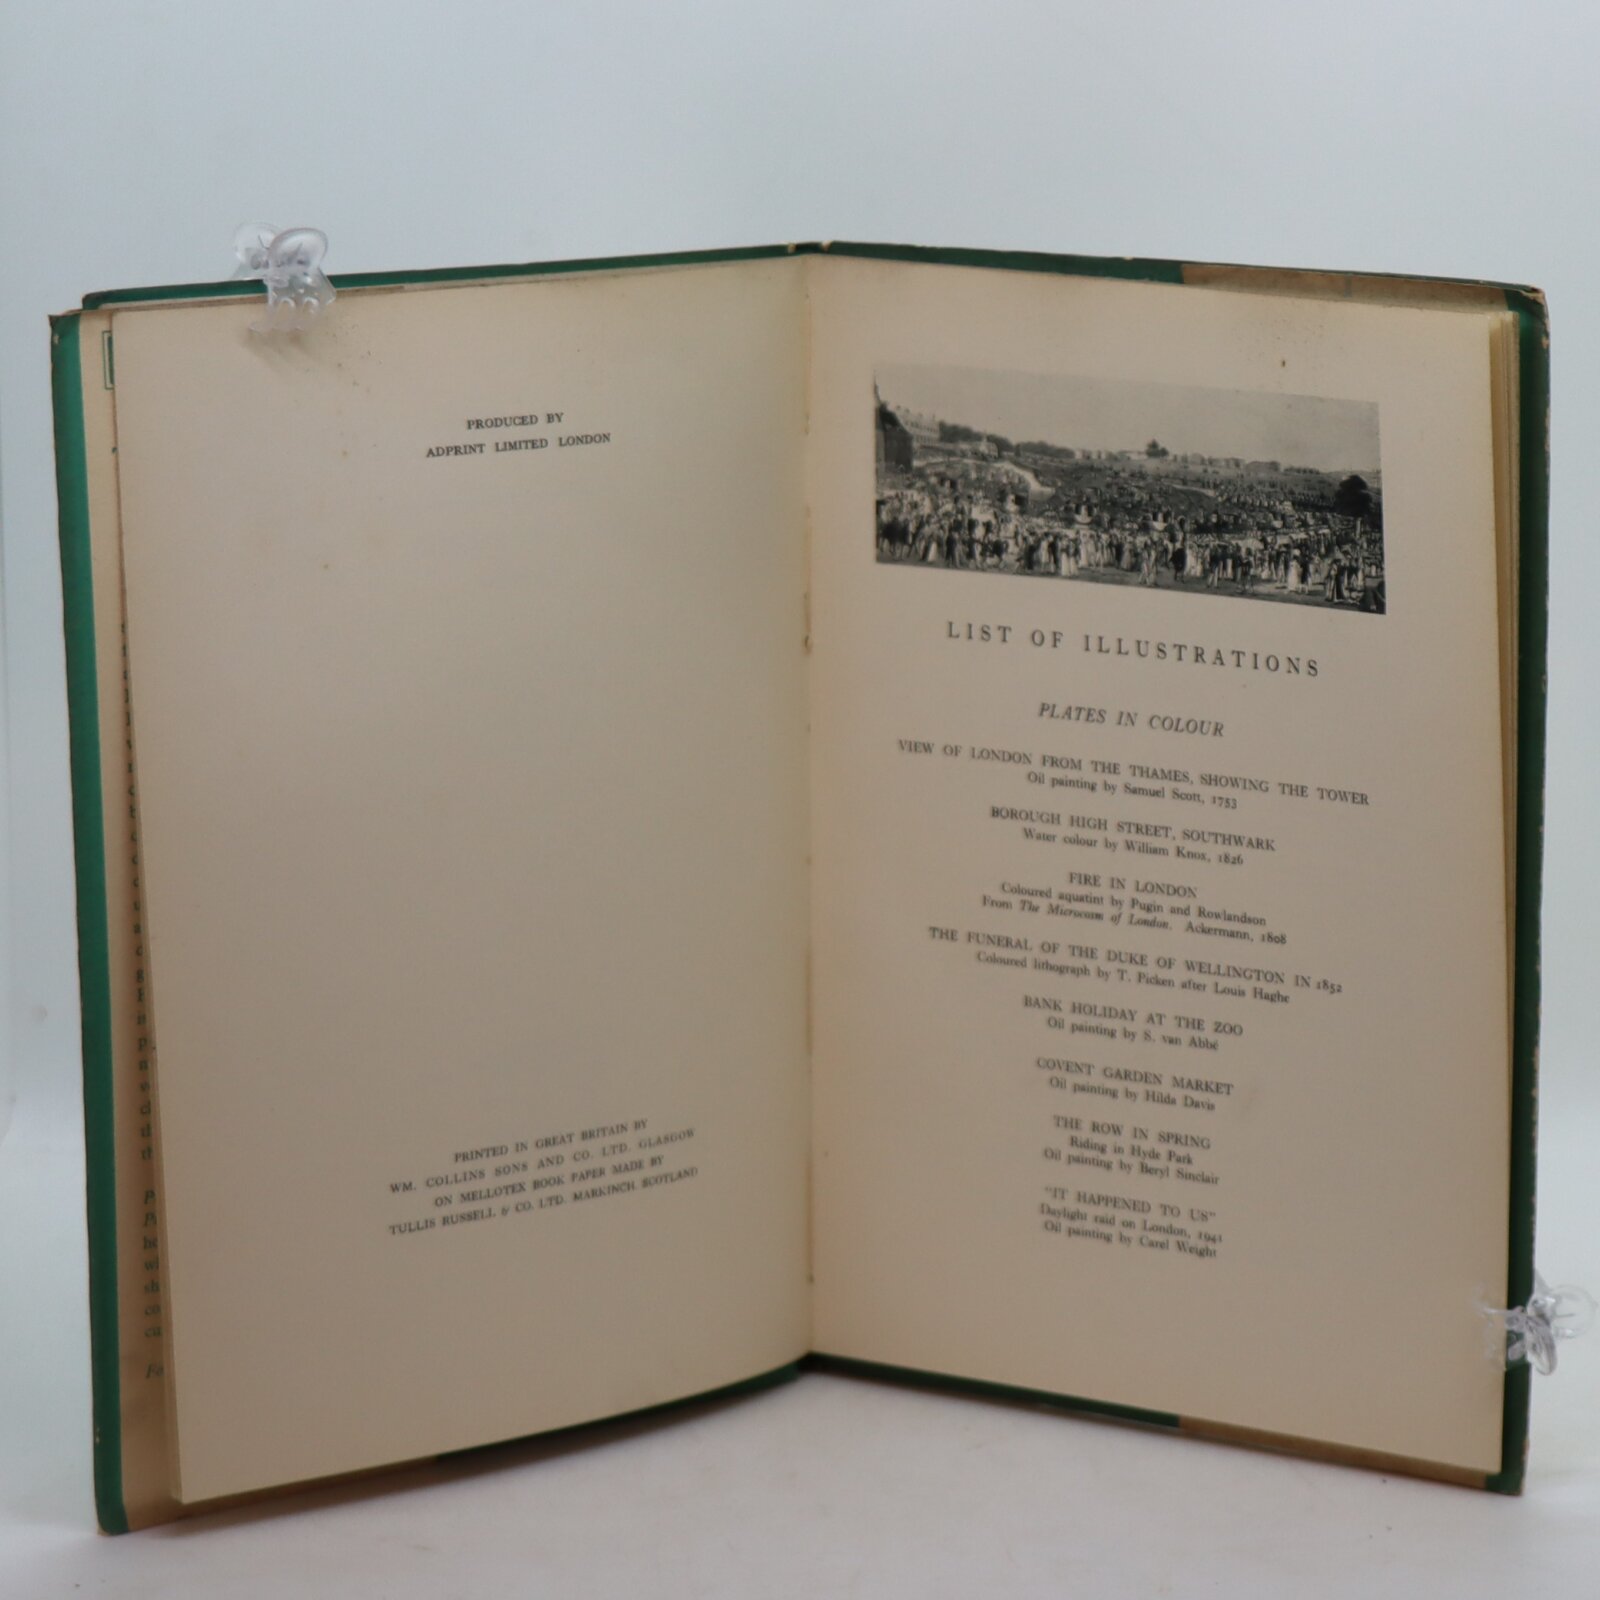 PRODUCED BY
ADPRINT LIMITED LONDON
PRINTED IN GREAT BRITAIN BY
WM. COLLINS SONS AND CO. LTD. GLASGOW
ON MELLOTEX BOOK PAPER MADE BY
TULLIS RUSSELL & CO. LTD. MARKINCH SCOTLAND
LIST OF ILLUSTRATIONS
PLATES IN COLOUR
VIEW OF LONDON FROM THE THAMES, SHOWING THE TOWER
Oil painting by Samuel Scott, 1753
BOROUGH HIGH STREET, SOUTHWARK
Water colour by William Knox, 1826
FIRE IN LONDON
Coloured aquatint by Pugin and Rowlandson
From The Microcosm of London. Ackermann, 1808
THE FUNERAL OF THE DUKE OF WELLINGTON IN 1852
Coloured lithograph by T. Picken after Louis Haghe
BANK HOLIDAY AT THE ZOO
Oil painting by S. van Abbé
COVENT GARDEN MARKET
Oil painting by Hilda Davis
THE ROW IN SPRING
Riding in Hyde Park
Oil painting by Beryl Sinclair
"IT HAPPENED TO US"
Daylight raid on London, 1941
Oil painting by Carel Weight